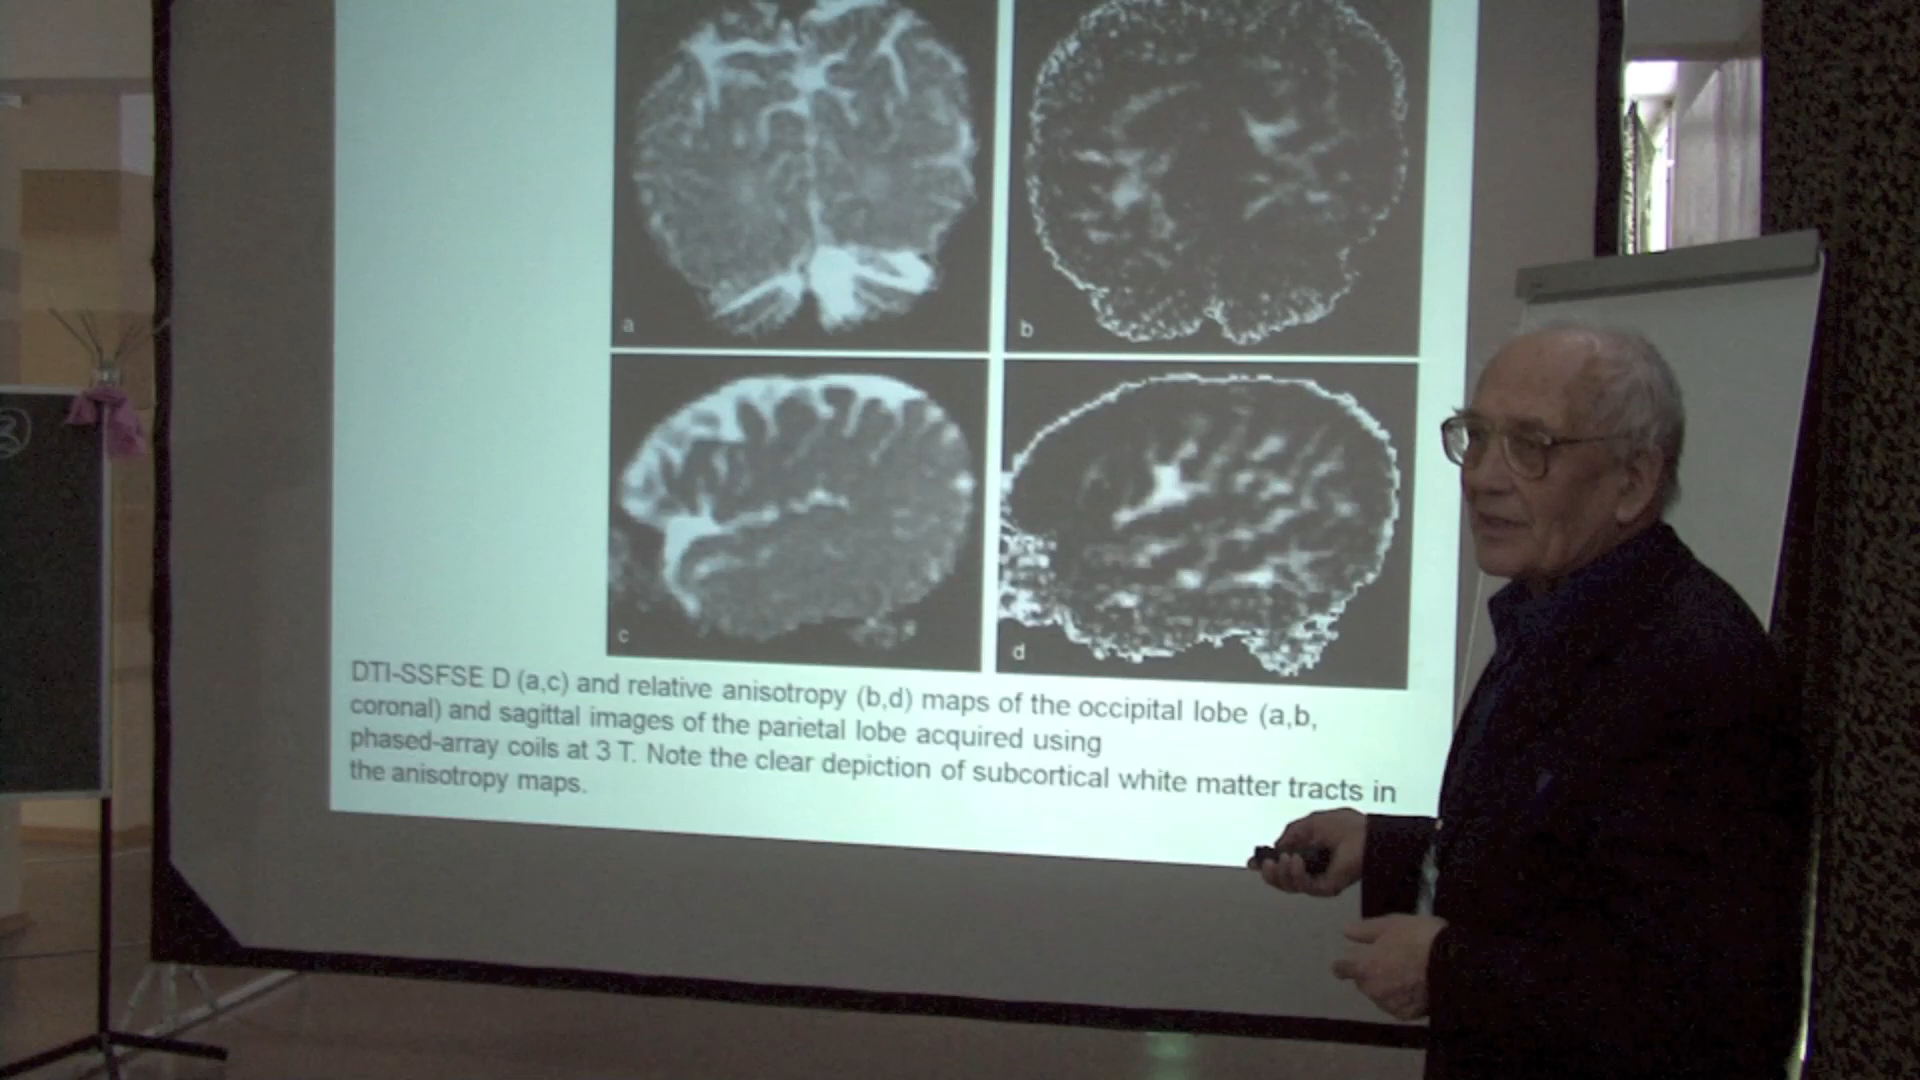 a
b
c
d
DTI-SSFSE D (a,c) and relative anisotropy (b,d) maps of the occipital lobe (a,b,
coronal) and sagittal images of the parietal lobe acquired using
phased-array coils at 3 T. Note the clear depiction of subcortical white matter tracts in
the anisotropy maps.